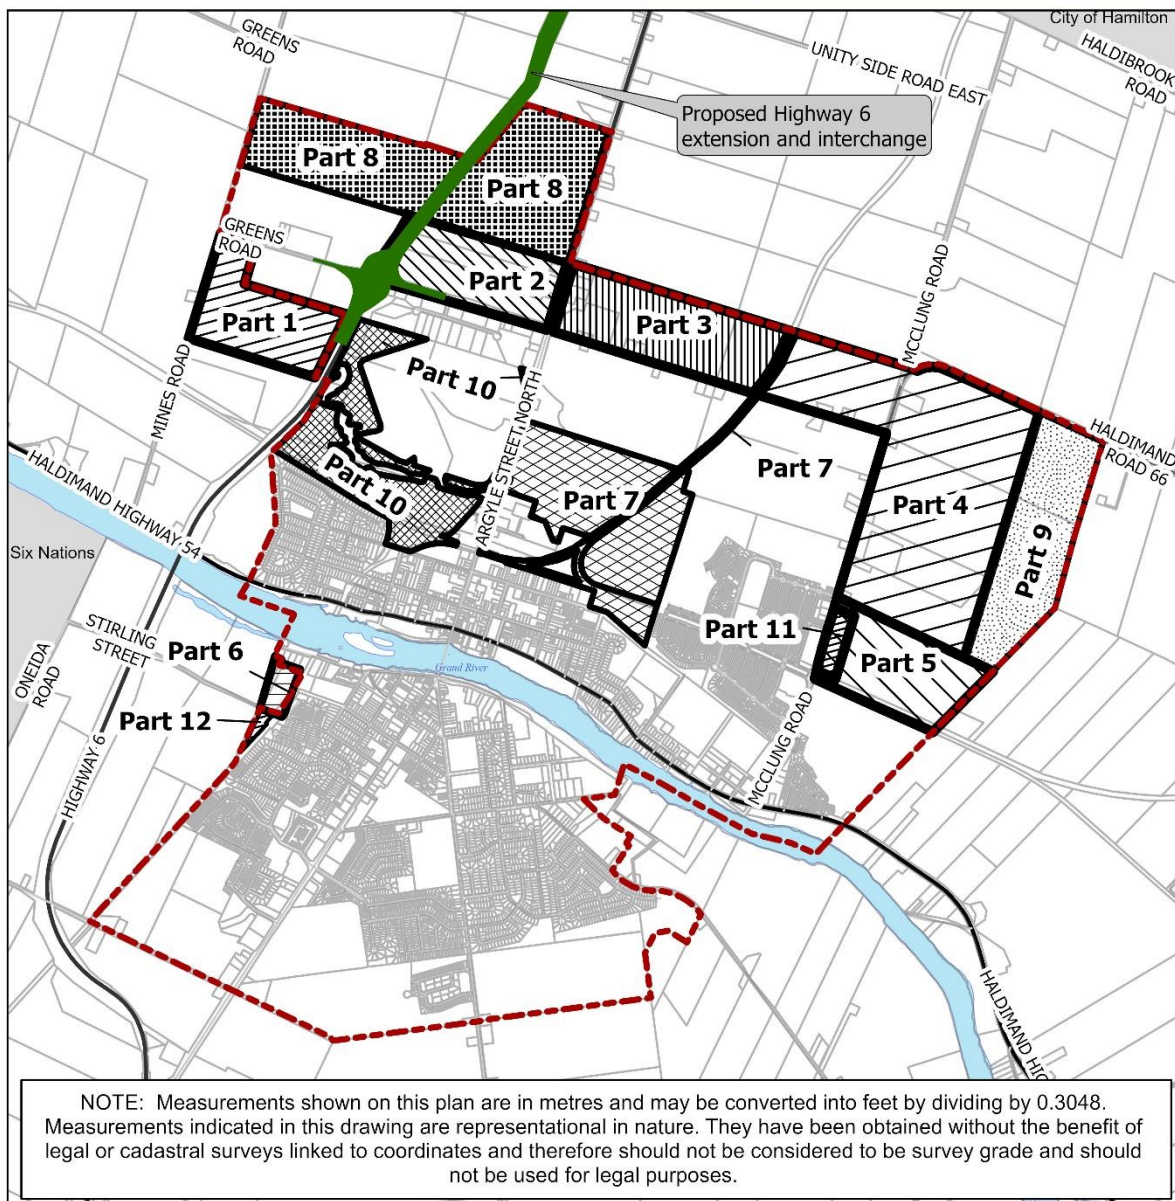 City of Hamilton
GREENS
ROAD
HALDIBROOK
ROAD
UNITY SIDE ROAD EAST
Proposed Highway 6
extension and interchange
Part 8
Part 8
GREENS
ROAD
Part 2
MCCLUNG ROAD
Part 1
Part 3
Part 10
MINES ROAD
ARGYLE STREET NORTH
HALDIMAND
ROAD 66
Part 7
HALDIMAND HIGHWAY 54
Part 10
Part 7
Part 4
Six Nations
Part 9
STIRLING
STREET
Part 11
ONEIDA
ROAD
Part 6
Grand River
Part 5
Part 12
MCCLUNG ROAD
HIGHWAY 6
HALDIMAND HIG
NOTE: Measurements shown on this plan are in metres and may be converted into feet by dividing by 0.3048.
Measurements indicated in this drawing are representational in nature. They have been obtained without the benefit of
legal or cadastral surveys linked to coordinates and therefore should not be considered to be survey grade and should
not be used for legal purposes.